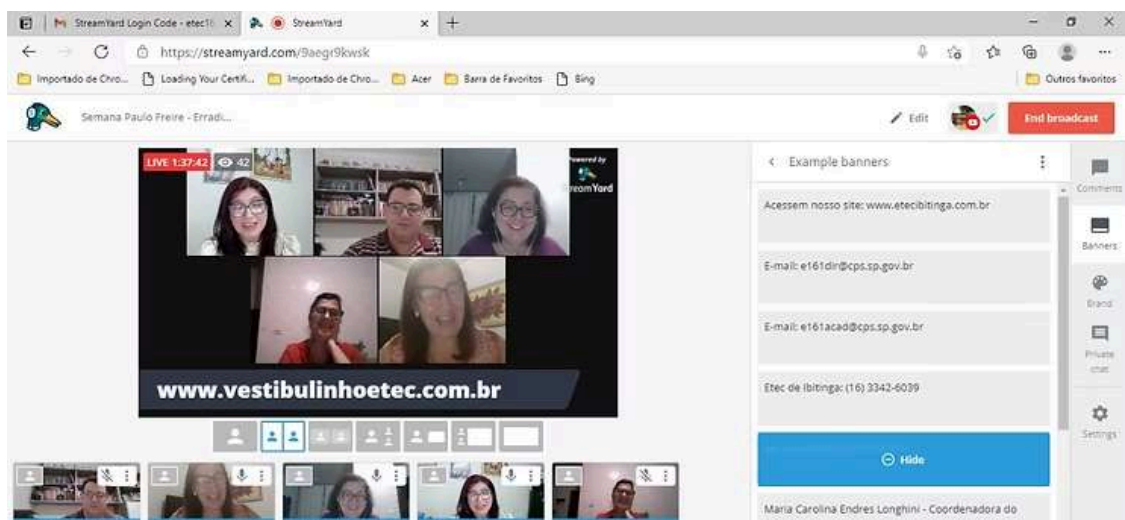 StreamYard Login Code - etec16
StreamYard
https://streamyard.com/9aegr9kwsk
Importado de Chro...
Loading Your Certifi...
Importado de Chro...
Acer
Barra de Favoritos
Bing
Outros favoritos
Semana Paulo Freire - Erradi...
Edit
End broadcast
LIVE 1:37:42
42
Powered by
StreamYard
www.vestibulinhoetec.com.br
Example banners
Acessem nosso site: www.etecibitinga.com.br
E-mail: e161dir@cps.sp.gov.br
E-mail: e161acad@cps.sp.gov.br
Etec de Ibitinga: (16) 3342-6039
Hide
Maria Carolina Endres Longhini - Coordenadora do
Comments
Banners
Brand
Private
chat
Settings